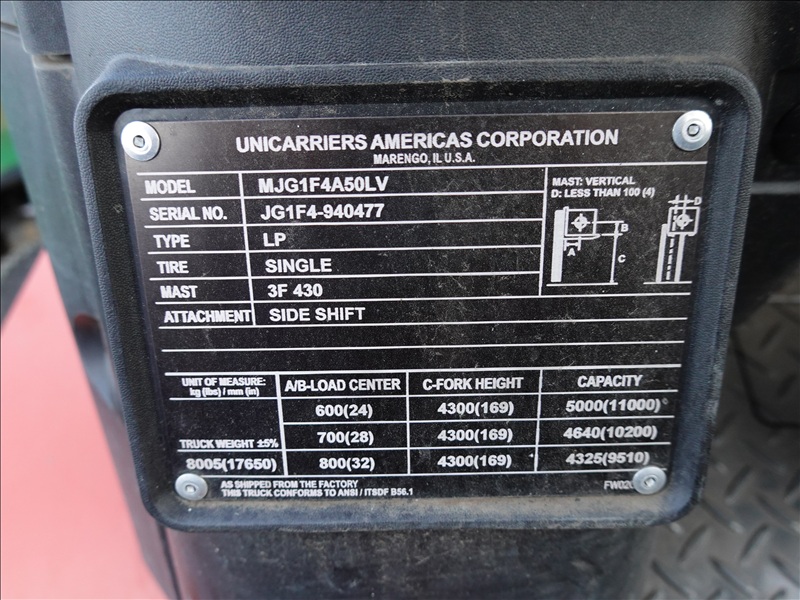 UNICARRIERS AMERICAS CORPORATION
MARENGO, IL U.S.A.
MODEL MJG1F4A50LV
SERIAL NO. JG1F4-940477
TYPE LP
TIRE SINGLE
MAST 3F 430
ATTACHMENT SIDE SHIFT
MAST: VERTICAL
D: LESS THAN 100 (4)
D
B
A
C
UNIT OF MEASURE: A/B-LOAD CENTER C-FORK HEIGHT CAPACITY
kg (lbs) / mm (in)
600(24) 4300(169) 5000(11000)
TRUCK WEIGHT ±5% 700(28) 4300(169) 4640(10200)
8005(17650) 800(32) 4300(169) 4325(9510)
AS SHIPPED FROM THE FACTORY
THIS TRUCK CONFORMS TO ANSI / ITSDF B56.1